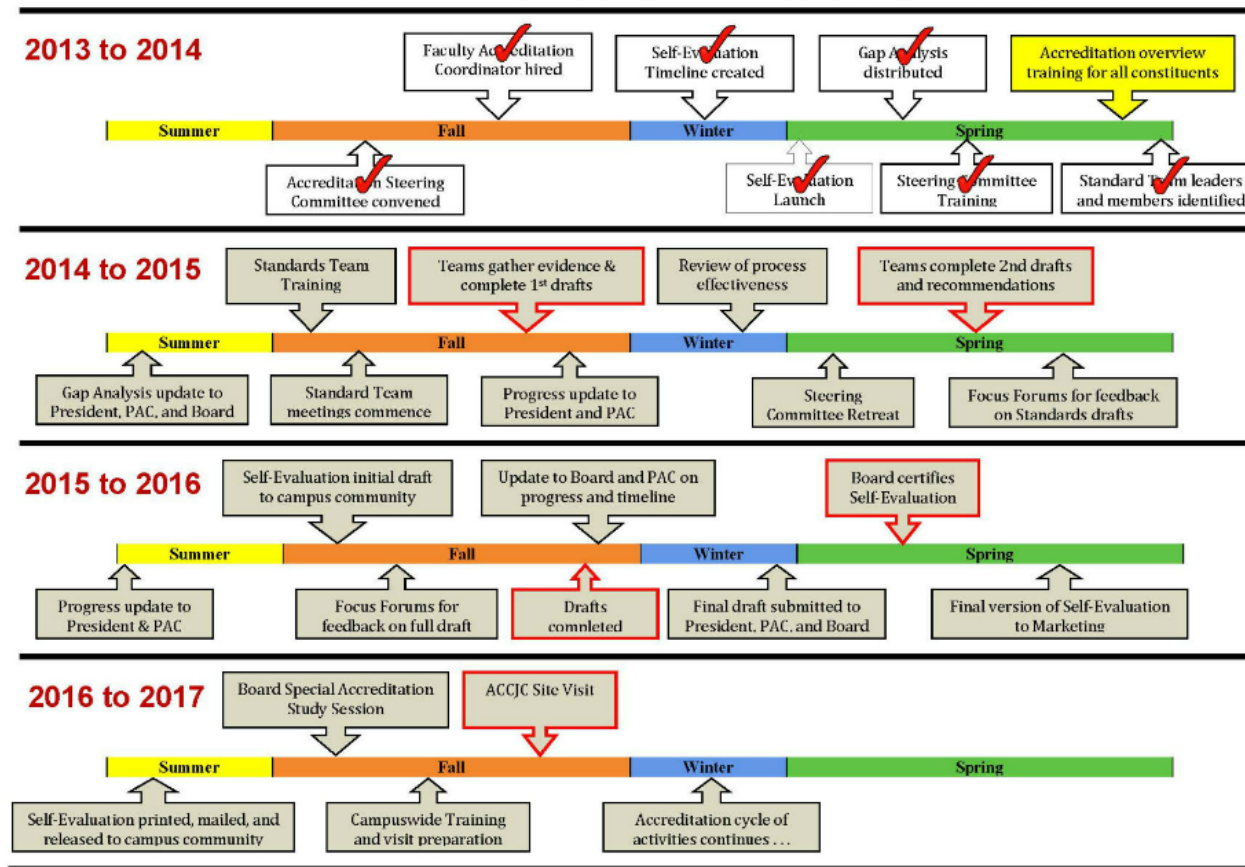 2013 to 2014
Faculty Accreditation
Coordinator hired
Self-Evaluation
Timeline created
Gap Analysis
distributed
Accreditation overview
training for all constituents
Summer
Fall
Winter
Spring
Accreditation Steering
Committee convened
Self-Evaluation
Launch
Steering Committee
Training
Standard Team leaders
and members identified
2014 to 2015
Standards Team
Training
Teams gather evidence &
complete 1st drafts
Review of process
effectiveness
Teams complete 2nd drafts
and recommendations
Summer
Fall
Winter
Spring
Gap Analysis update to
President, PAC, and Board
Standard Team
meetings commence
Progress update to
President and PAC
Steering
Committee Retreat
Focus Forums for feedback
on Standards drafts
2015 to 2016
Self-Evaluation initial draft
to campus community
Update to Board and PAC on
progress and timeline
Board certifies
Self-Evaluation
Summer
Fall
Winter
Spring
Progress update to
President & PAC
Focus Forums for
feedback on full draft
Drafts
completed
Final draft submitted to
President, PAC, and Board
Final version of Self-Evaluation
to Marketing
2016 to 2017
Board Special Accreditation
Study Session
ACCJC Site Visit
Summer
Fall
Winter
Spring
Self-Evaluation printed, mailed, and
released to campus community
Campuswide Training
and visit preparation
Accreditation cycle of
activities continues . . .